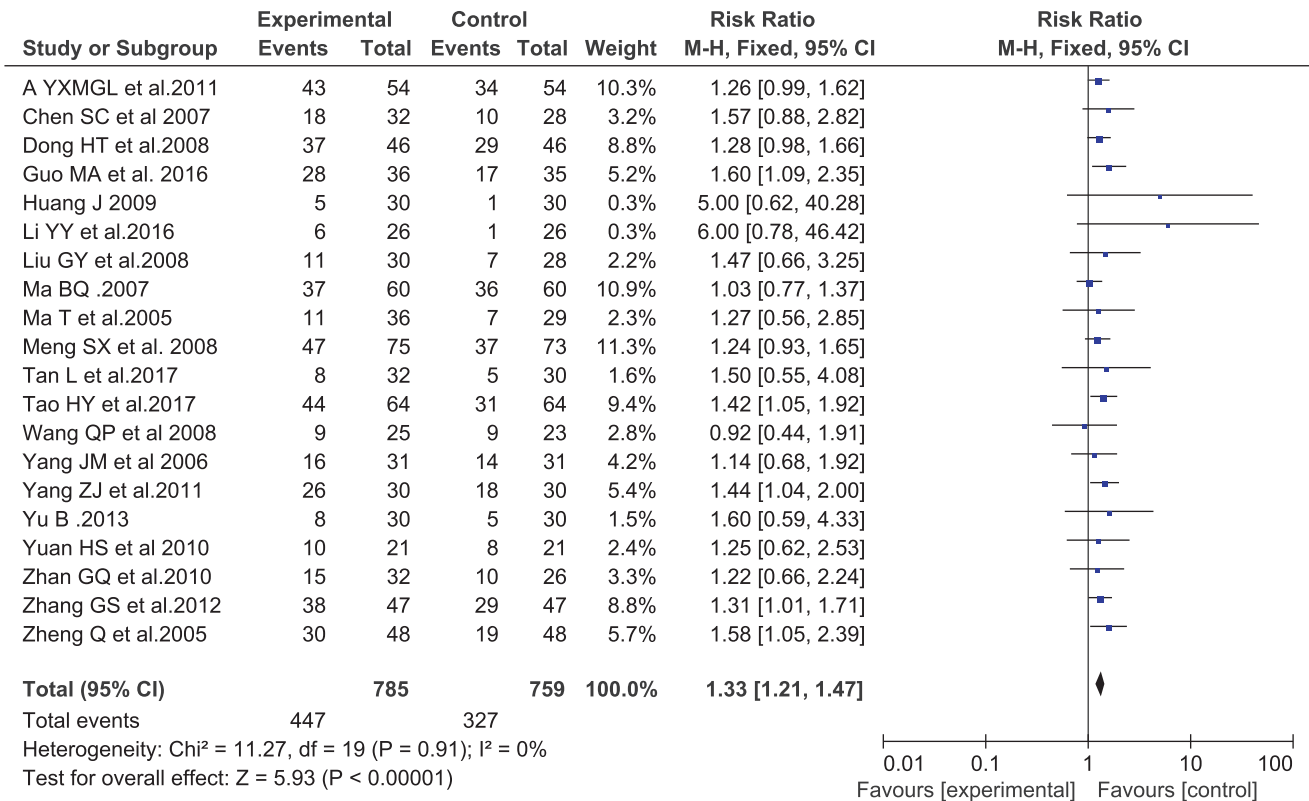 Experimental Control Risk Ratio Risk Ratio
Study or Subgroup Events Total Events Total Weight M-H, Fixed, 95% CI M-H, Fixed, 95% CI
A YXMGL et al.2011 43 54 34 54 10.3% 1.26 [0.99, 1.62]
Chen SC et al 2007 18 32 10 28 3.2% 1.57 [0.88, 2.82]
Dong HT et al.2008 37 46 29 46 8.8% 1.28 [0.98, 1.66]
Guo MA et al. 2016 28 36 17 35 5.2% 1.60 [1.09, 2.35]
Huang J 2009 5 30 1 30 0.3% 5.00 [0.62, 40.28]
Li YY et al.2016 6 26 1 26 0.3% 6.00 [0.78, 46.42]
Liu GY et al.2008 11 30 7 28 2.2% 1.47 [0.66, 3.25]
Ma BQ .2007 37 60 36 60 10.9% 1.03 [0.77, 1.37]
Ma T et al.2005 11 36 7 29 2.3% 1.27 [0.56, 2.85]
Meng SX et al. 2008 47 75 37 73 11.3% 1.24 [0.93, 1.65]
Tan L et al.2017 8 32 5 30 1.6% 1.50 [0.55, 4.08]
Tao HY et al.2017 44 64 31 64 9.4% 1.42 [1.05, 1.92]
Wang QP et al 2008 9 25 9 23 2.8% 0.92 [0.44, 1.91]
Yang JM et al 2006 16 31 14 31 4.2% 1.14 [0.68, 1.92]
Yang ZJ et al.2011 26 30 18 30 5.4% 1.44 [1.04, 2.00]
Yu B .2013 8 30 5 30 1.5% 1.60 [0.59, 4.33]
Yuan HS et al 2010 10 21 8 21 2.4% 1.25 [0.62, 2.53]
Zhan GQ et al.2010 15 32 10 26 3.3% 1.22 [0.66, 2.24]
Zhang GS et al.2012 38 47 29 47 8.8% 1.31 [1.01, 1.71]
Zheng Q et al.2005 30 48 19 48 5.7% 1.58 [1.05, 2.39]
Total (95% CI) 785 759 100.0% 1.33 [1.21, 1.47]
Total events 447 327
Heterogeneity: Chi² = 11.27, df = 19 (P = 0.91); I² = 0%
Test for overall effect: Z = 5.93 (P < 0.00001)
0.01 0.1 1 10 100
Favours [experimental] Favours [control]